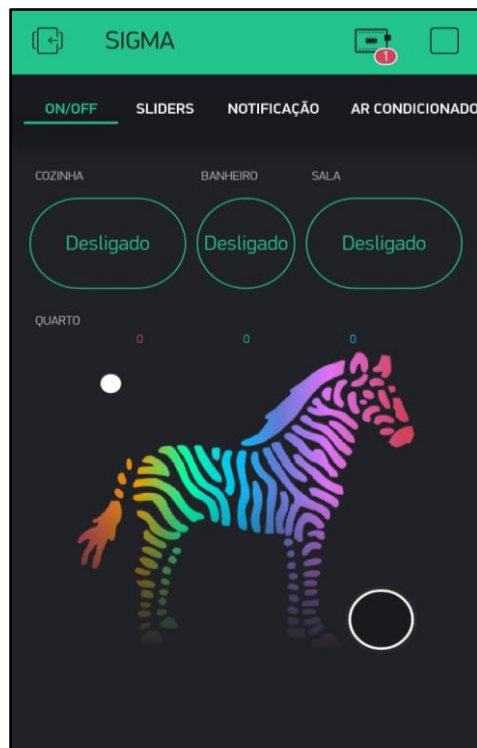 SIGMA
1
ON/OFF SLIDERS NOTIFICAÇÃO AR CONDICIONADO
COZINHA BANHEIRO SALA
Desligado Desligado Desligado
QUARTO
0 0 0